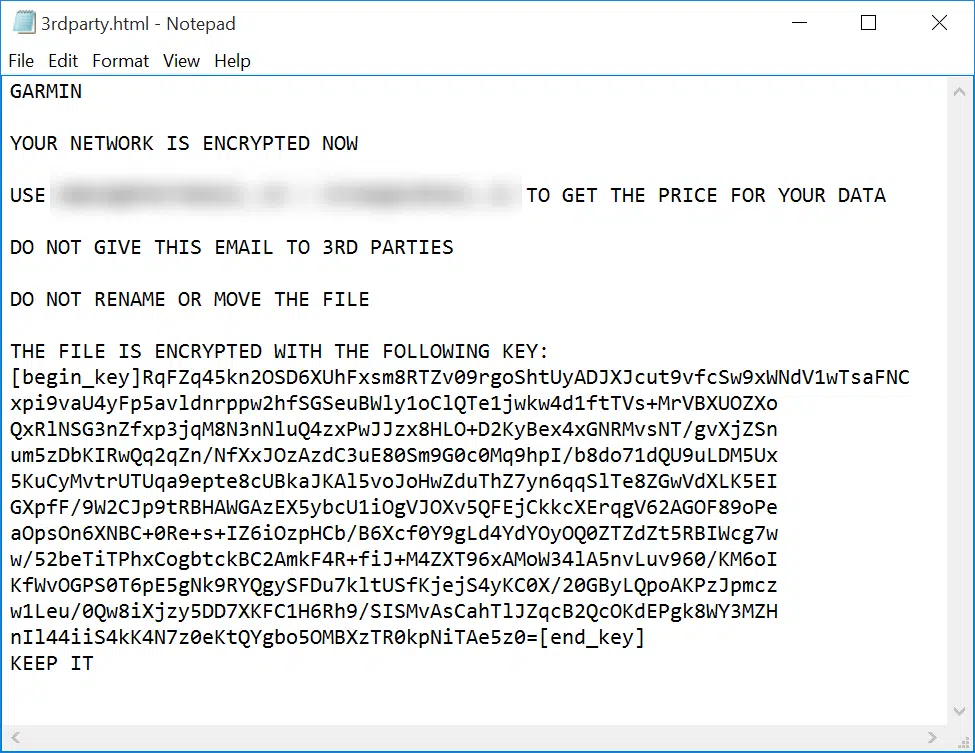 3rdparty.html - Notepad
File Edit Format View Help
GARMIN
YOUR NETWORK IS ENCRYPTED NOW
USE TO GET THE PRICE FOR YOUR DATA
DO NOT GIVE THIS EMAIL TO 3RD PARTIES
DO NOT RENAME OR MOVE THE FILE
THE FILE IS ENCRYPTED WITH THE FOLLOWING KEY:
[begin_key]RqFZq45kn2OSD6XUhFxsm8RTZv09rgoShtUyADJXJcut9vfcSw9xWNdV1wTsaFNC
xpi9vaU4yFp5avldnrppw2hfSGSeuBWly1oClQTe1jwkw4d1ftTVs+MrVBXUOZXo
QxRlNSG3nZfxp3jqM8N3nNluQ4zxPwJJzx8HLO+D2KyBex4xGNRMvsNT/gvXjZSn
um5zDbKIRwQq2qZn/NfXxJOzAzdC3uE80Sm9G0c0Mq9hpI/b8do71dQU9uLDM5Ux
5KuCyMvtrUTUqa9epte8cUBkaJKAl5voJoHwZduThZ7yn6qqSlTe8ZGwVdXLK5EI
GXpfF/9W2CJp9tRBHAWGAzEX5ybcU1iOgVJOXv5QFEjCkkcXErqgV62AGOF89oPe
aOpsOn6XNBC+0Re+s+IZ6iOzpHCb/B6Xcf0Y9gLd4YdYOyOQ0ZTZdZt5RBIWcg7w
w/52beTiTPhxCogbtckBC2AmkF4R+fiJ+M4ZXT96xAMoW34lA5nvLuv960/KM6oI
KfWvOGPS0T6pE5gNk9RYQgySFDu7kltUSfKjejS4yKC0X/20GByLQpoAKPzJpmcz
w1Leu/0Qw8iXjzy5DD7XKFC1H6Rh9/SISMvAsCahTlJZqcB2QcOKdEPgk8WY3MZH
nIl44iiS4kK4N7z0eKtQYgbo5OMBXzTR0kpNiTAe5z0=[end_key]
KEEP IT